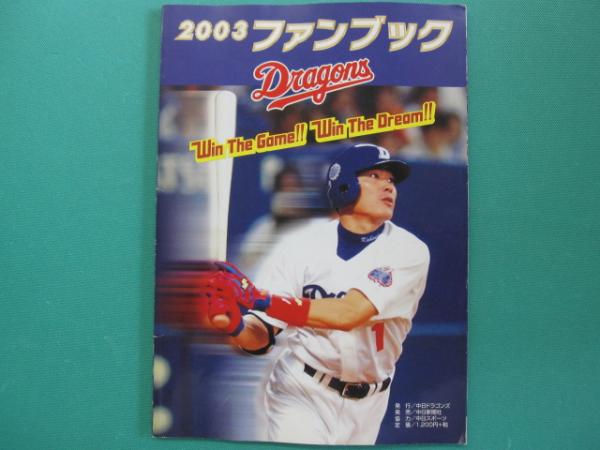 2003 ファンブック
Dragons
Win The Game!! Win The Dream!!
D
Dra
1
発 行/中日ドラゴンズ
発 売/中日新聞社
協 力/中日スポーツ
定 価/1,200円+税